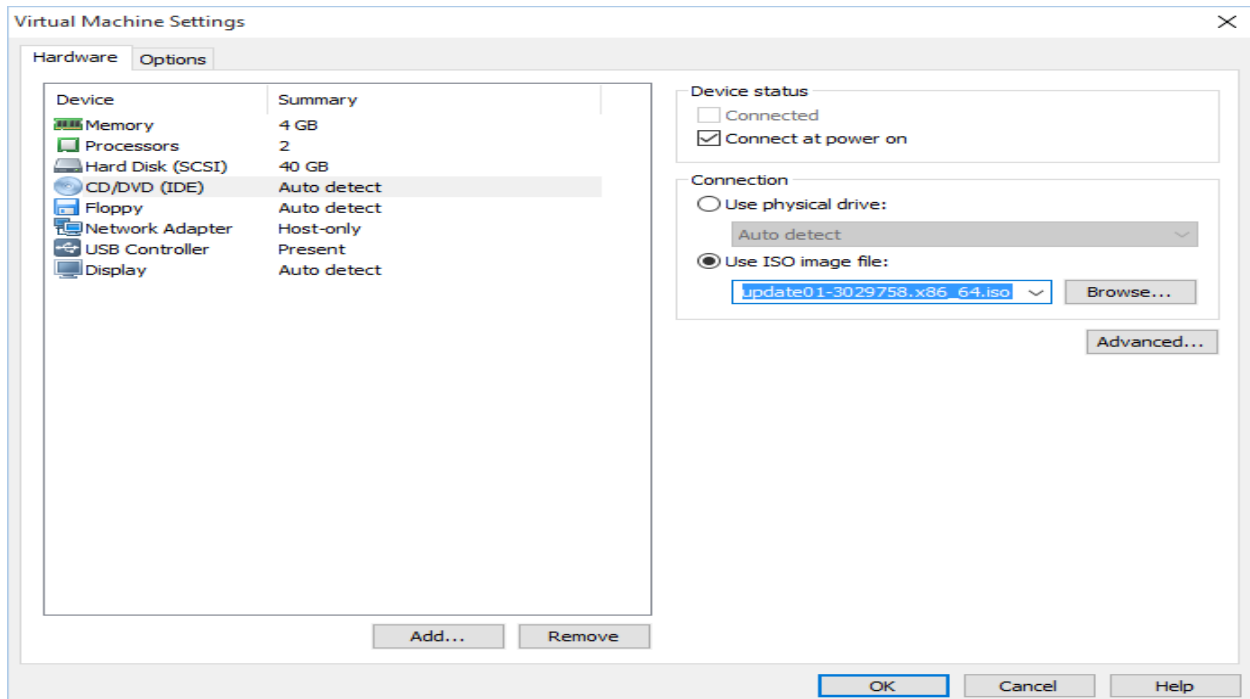 Virtual Machine Settings
Hardware Options
Device Summary
Memory 4 GB
Processors 2
Hard Disk (SCSI) 40 GB
CD/DVD (IDE) Auto detect
Floppy Auto detect
Network Adapter Host-only
USB Controller Present
Display Auto detect
Add... Remove
Device status
Connected
Connect at power on
Connection
Use physical drive:
Auto detect
Use ISO image file:
update01-3029758.x86_64.iso Browse...
Advanced...
OK Cancel Help